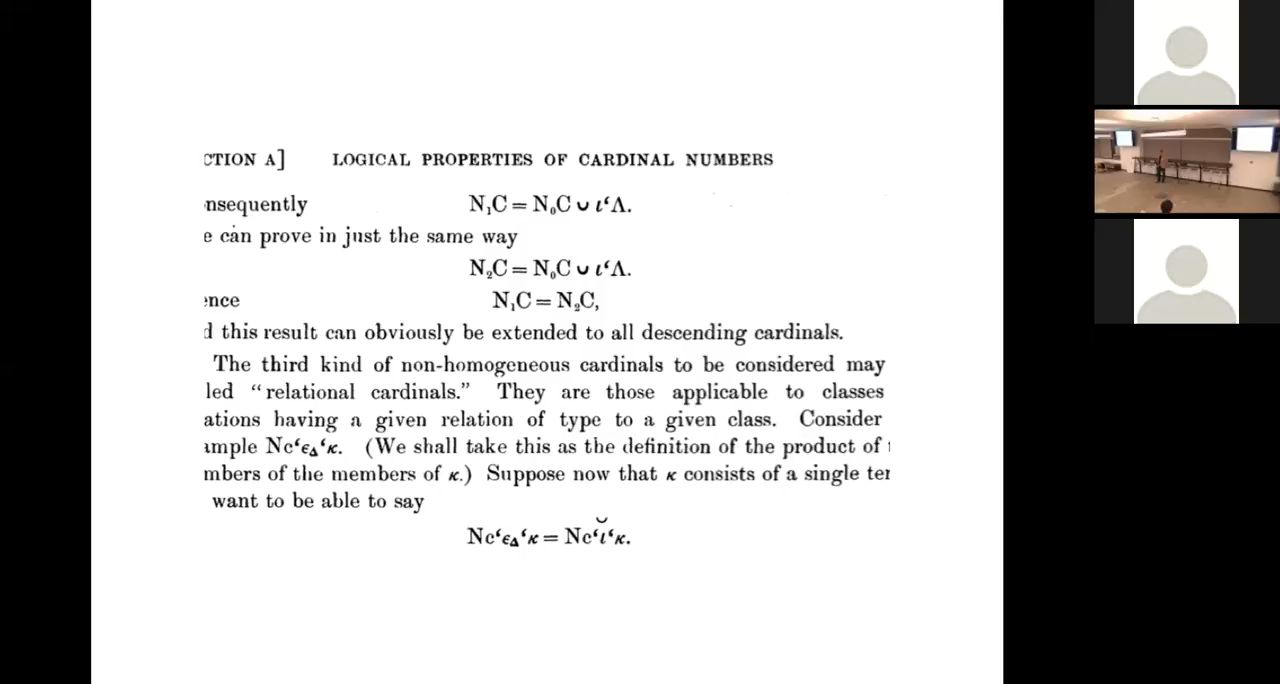 CTION A] LOGICAL PROPERTIES OF CARDINAL NUMBERS
nsequently N₁C = N₀C ∪ ι‘Λ.
e can prove in just the same way
N₂C = N₀C ∪ ι‘Λ.
ence N₁C = N₂C,
d this result can obviously be extended to all descending cardinals.
The third kind of non-homogeneous cardinals to be considered may
led “relational cardinals.” They are those applicable to classes
ations having a given relation of type to a given class. Consider
mple Nc‘ϵ_Δ‘κ. (We shall take this as the definition of the product of
mbers of the members of κ.) Suppose now that κ consists of a single ter
want to be able to say
Nc‘ϵ_Δ‘κ = Nc‘ῐ‘κ.